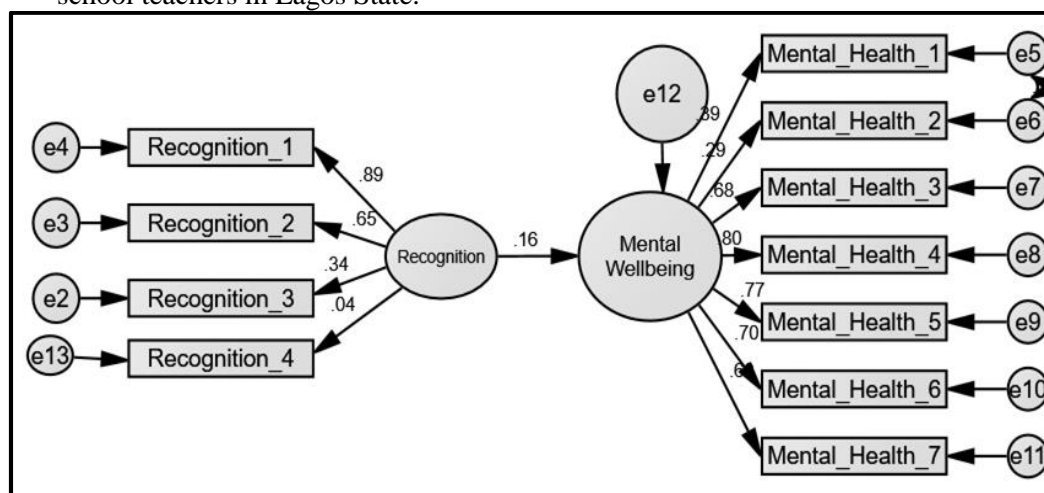 school teachers in Lagos State.
e4
Recognition_1
e3
Recognition_2
e2
Recognition_3
e13
Recognition_4
.89
.65
.34
.04
Recognition
.16
e12
Mental
Wellbeing
.39
.29
.68
.80
.77
.70
Mental_Health_1
e5
Mental_Health_2
e6
Mental_Health_3
e7
Mental_Health_4
e8
Mental_Health_5
e9
Mental_Health_6
e10
Mental_Health_7
e11